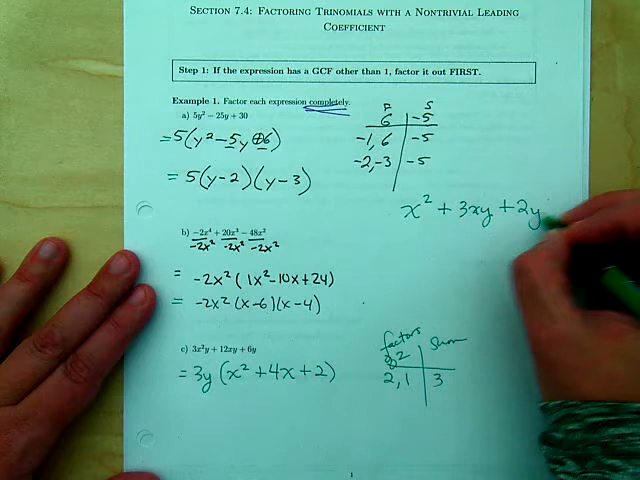 SECTION 7.4: FACTORING TRINOMIALS WITH A NONTRIVIAL LEADING
COEFFICIENT
Step 1: If the expression has a GCF other than 1, factor it out FIRST.
Example 1. Factor each expression completely.
a) 5y² − 25y + 30
= 5(y² − 5y + 6)
= 5(y − 2)(y − 3)
F S
6 | −5
−1, 6 | −5
−2, −3 | −5
x² + 3xy + 2y
b) −2x⁴ + 20x³ − 48x²
−2x² −2x² −2x²
= −2x² (1x² − 10x + 24)
= −2x² (x − 6)(x − 4)
c) 3x²y + 12xy + 6y
= 3y (x² + 4x + 2)
factors Sum
2
2, 1 | 3
1